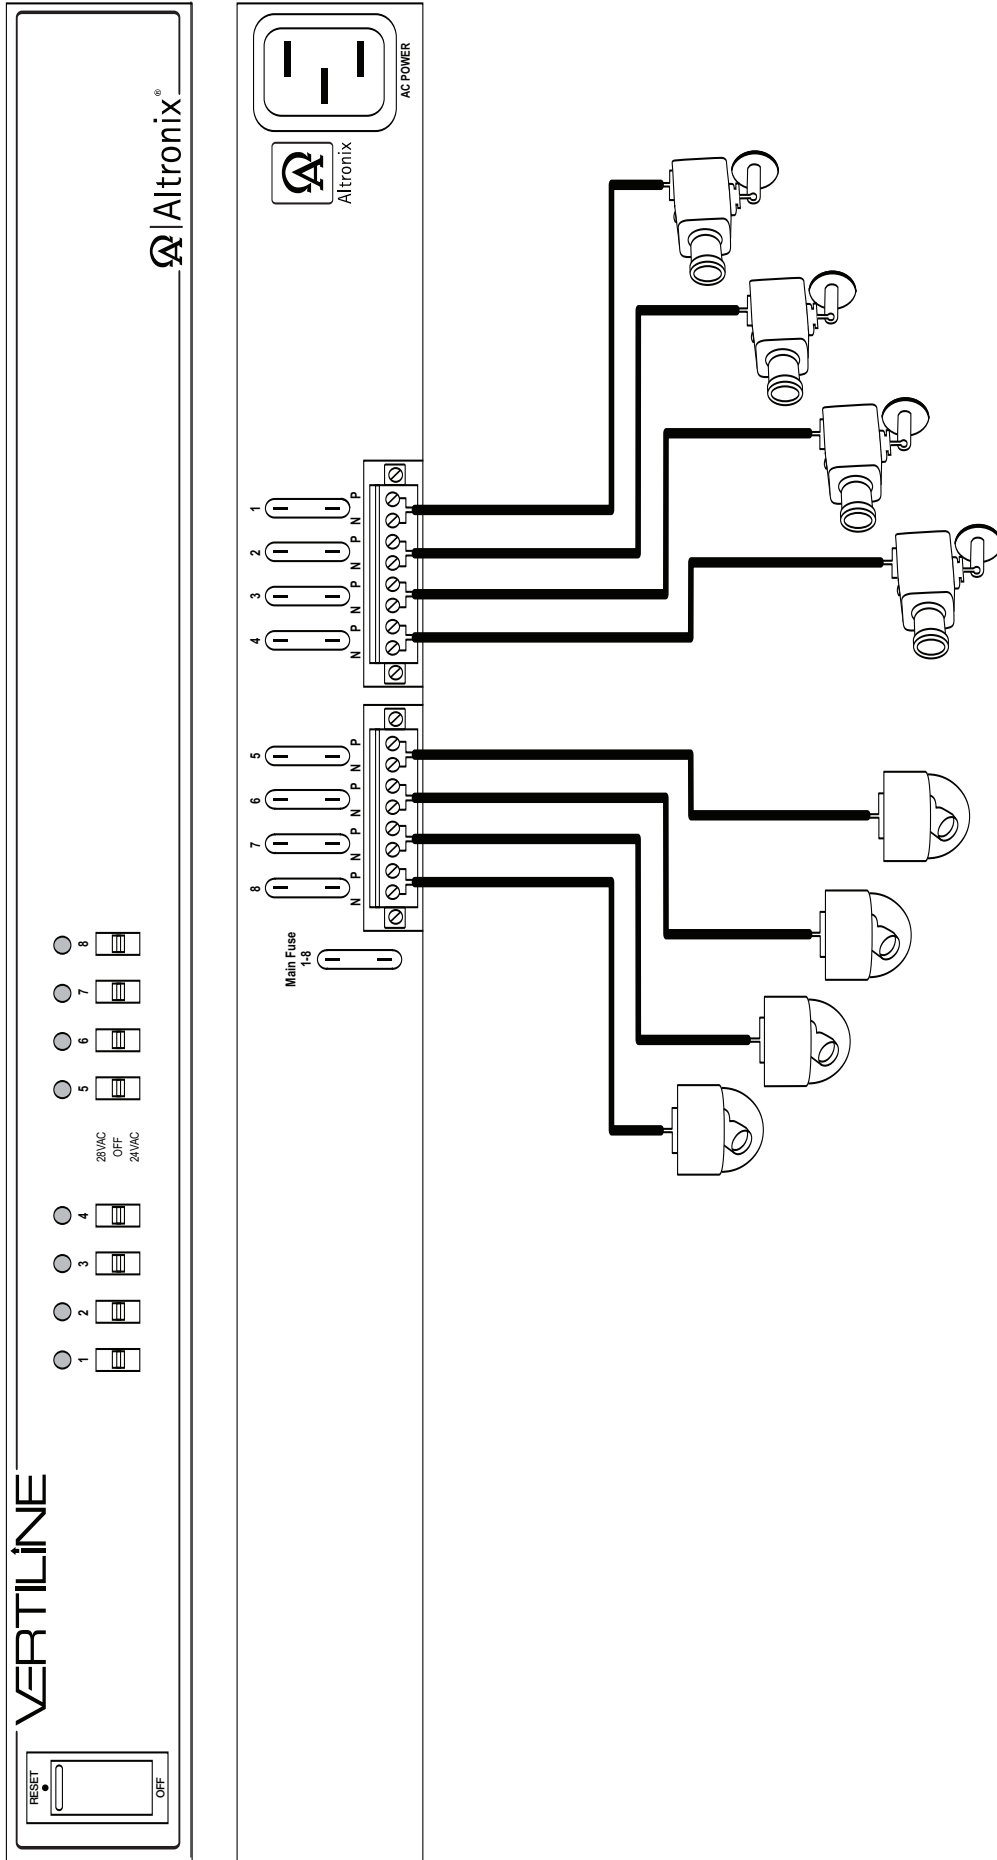 VERTILINE
RESET
OFF
1
2
3
4
28VAC
OFF
24VAC
5
6
7
8
Altronix®
Main Fuse
1-8
8
7
6
5
N P N P N P N P
4
3
2
1
N P N P N P N P
Altronix
AC POWER